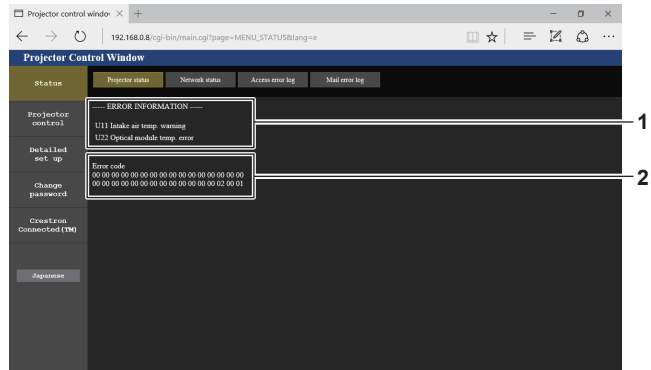 Projector control window
192.168.0.8/cgi-bin/main.cgi?page=MENU_STATUS&lang=e
Projector Control Window
Status
Projector status
Network status
Access error log
Mail error log
Projector
control
Detailed
set up
Change
password
Crestron
Connected(TM)
Japanese
----- ERROR INFORMATION -----
U11 Intake air temp. warning
U22 Optical module temp. error
Error code
00 00 00 00 00 00 00 00 00 00 00 00 00 00 00 00
00 00 00 00 00 00 00 00 00 00 00 00 00 02 00 01
1
2